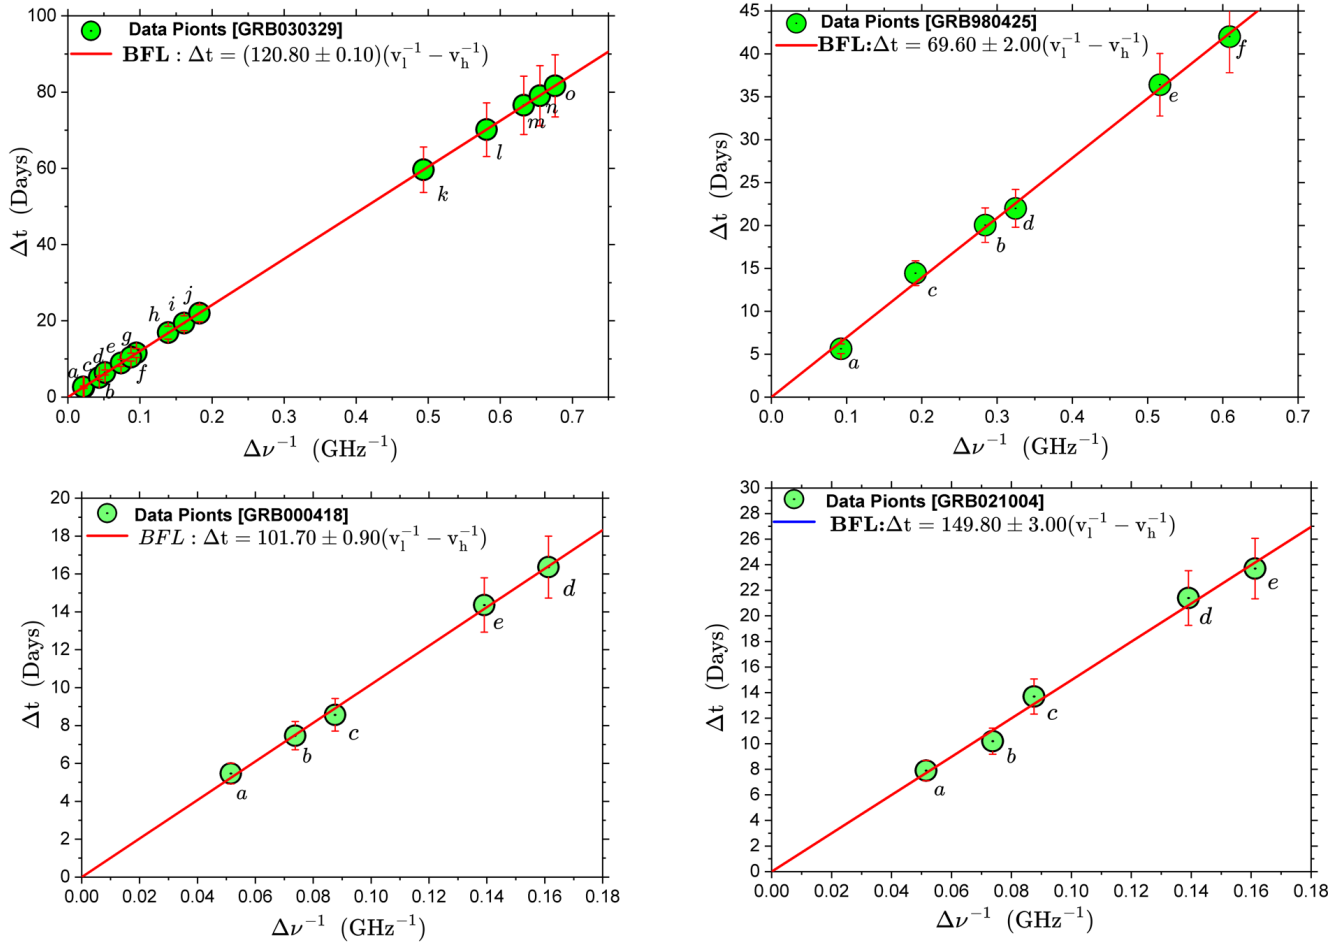 Data Pionts [GRB030329]
BFL : Δt = (120.80 ± 0.10)(v_l^{-1} − v_h^{-1})
100
80
60
40
20
0
Δt (Days)
a
c
d
b
e
g
f
h
i
j
k
l
m
n
o
0.0 0.1 0.2 0.3 0.4 0.5 0.6 0.7
Δν^{-1} (GHz^{-1})
Data Pionts [GRB980425]
BFL:Δt = 69.60 ± 2.00(v_l^{-1} − v_h^{-1})
45
40
35
30
25
20
15
10
5
0
Δt (Days)
a
c
b
d
e
f
0.0 0.1 0.2 0.3 0.4 0.5 0.6 0.7
Δν^{-1} (GHz^{-1})
Data Pionts [GRB000418]
BFL : Δt = 101.70 ± 0.90(v_l^{-1} − v_h^{-1})
20
18
16
14
12
10
8
6
4
2
0
Δt (Days)
a
b
c
e
d
0.00 0.02 0.04 0.06 0.08 0.10 0.12 0.14 0.16 0.18
Δν^{-1} (GHz^{-1})
Data Pionts [GRB021004]
BFL:Δt = 149.80 ± 3.00(v_l^{-1} − v_h^{-1})
30
28
26
24
22
20
18
16
14
12
10
8
6
4
2
0
Δt (Days)
a
b
c
d
e
0.00 0.02 0.04 0.06 0.08 0.10 0.12 0.14 0.16 0.18
Δν^{-1} (GHz^{-1})